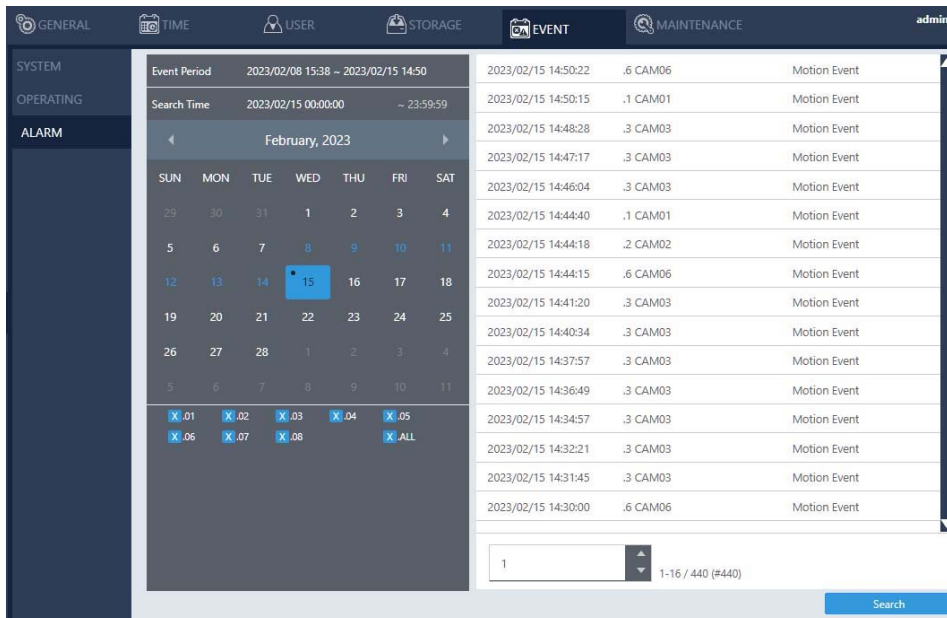 GENERAL TIME USER STORAGE EVENT MAINTENANCE admin
SYSTEM
OPERATING
ALARM
Event Period 2023/02/08 15:38 ~ 2023/02/15 14:50
Search Time 2023/02/15 00:00:00 ~ 23:59:59
February, 2023
SUN MON TUE WED THU FRI SAT
29 30 31 1 2 3 4
5 6 7 8 9 10 11
12 13 14 15 16 17 18
19 20 21 22 23 24 25
26 27 28 1 2 3 4
5 6 7 8 9 10 11
X .01 X .02 X .03 X .04 X .05
X .06 X .07 X .08 X .ALL
2023/02/15 14:50:22 .6 CAM06 Motion Event
2023/02/15 14:50:15 .1 CAM01 Motion Event
2023/02/15 14:48:28 .3 CAM03 Motion Event
2023/02/15 14:47:17 .3 CAM03 Motion Event
2023/02/15 14:46:04 .3 CAM03 Motion Event
2023/02/15 14:44:40 .1 CAM01 Motion Event
2023/02/15 14:44:18 .2 CAM02 Motion Event
2023/02/15 14:44:15 .6 CAM06 Motion Event
2023/02/15 14:41:20 .3 CAM03 Motion Event
2023/02/15 14:40:34 .3 CAM03 Motion Event
2023/02/15 14:37:57 .3 CAM03 Motion Event
2023/02/15 14:36:49 .3 CAM03 Motion Event
2023/02/15 14:34:57 .3 CAM03 Motion Event
2023/02/15 14:32:21 .3 CAM03 Motion Event
2023/02/15 14:31:45 .3 CAM03 Motion Event
2023/02/15 14:30:00 .6 CAM06 Motion Event
1 1-16 / 440 (#440)
Search